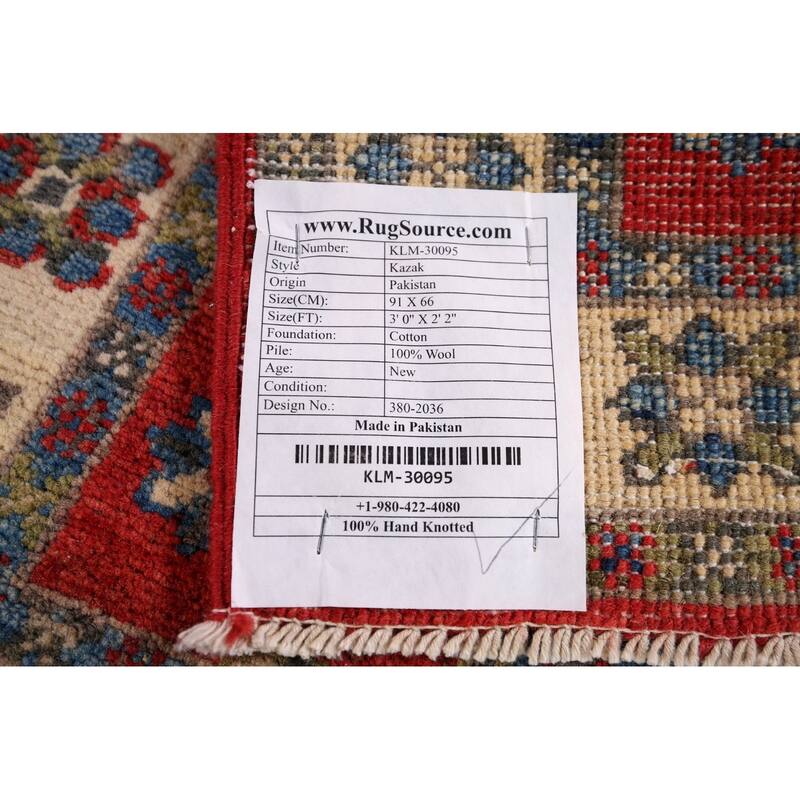 www.RugSource.com
Item Number: KLM-30095
Style Kazak
Origin Pakistan
Size(CM): 91 X 66
Size(FT): 3' 0" X 2' 2"
Foundation: Cotton
Pile: 100% Wool
Age: New
Condition:
Design No.: 380-2036
Made in Pakistan
KLM-30095
+1-980-422-4080
100% Hand Knotted